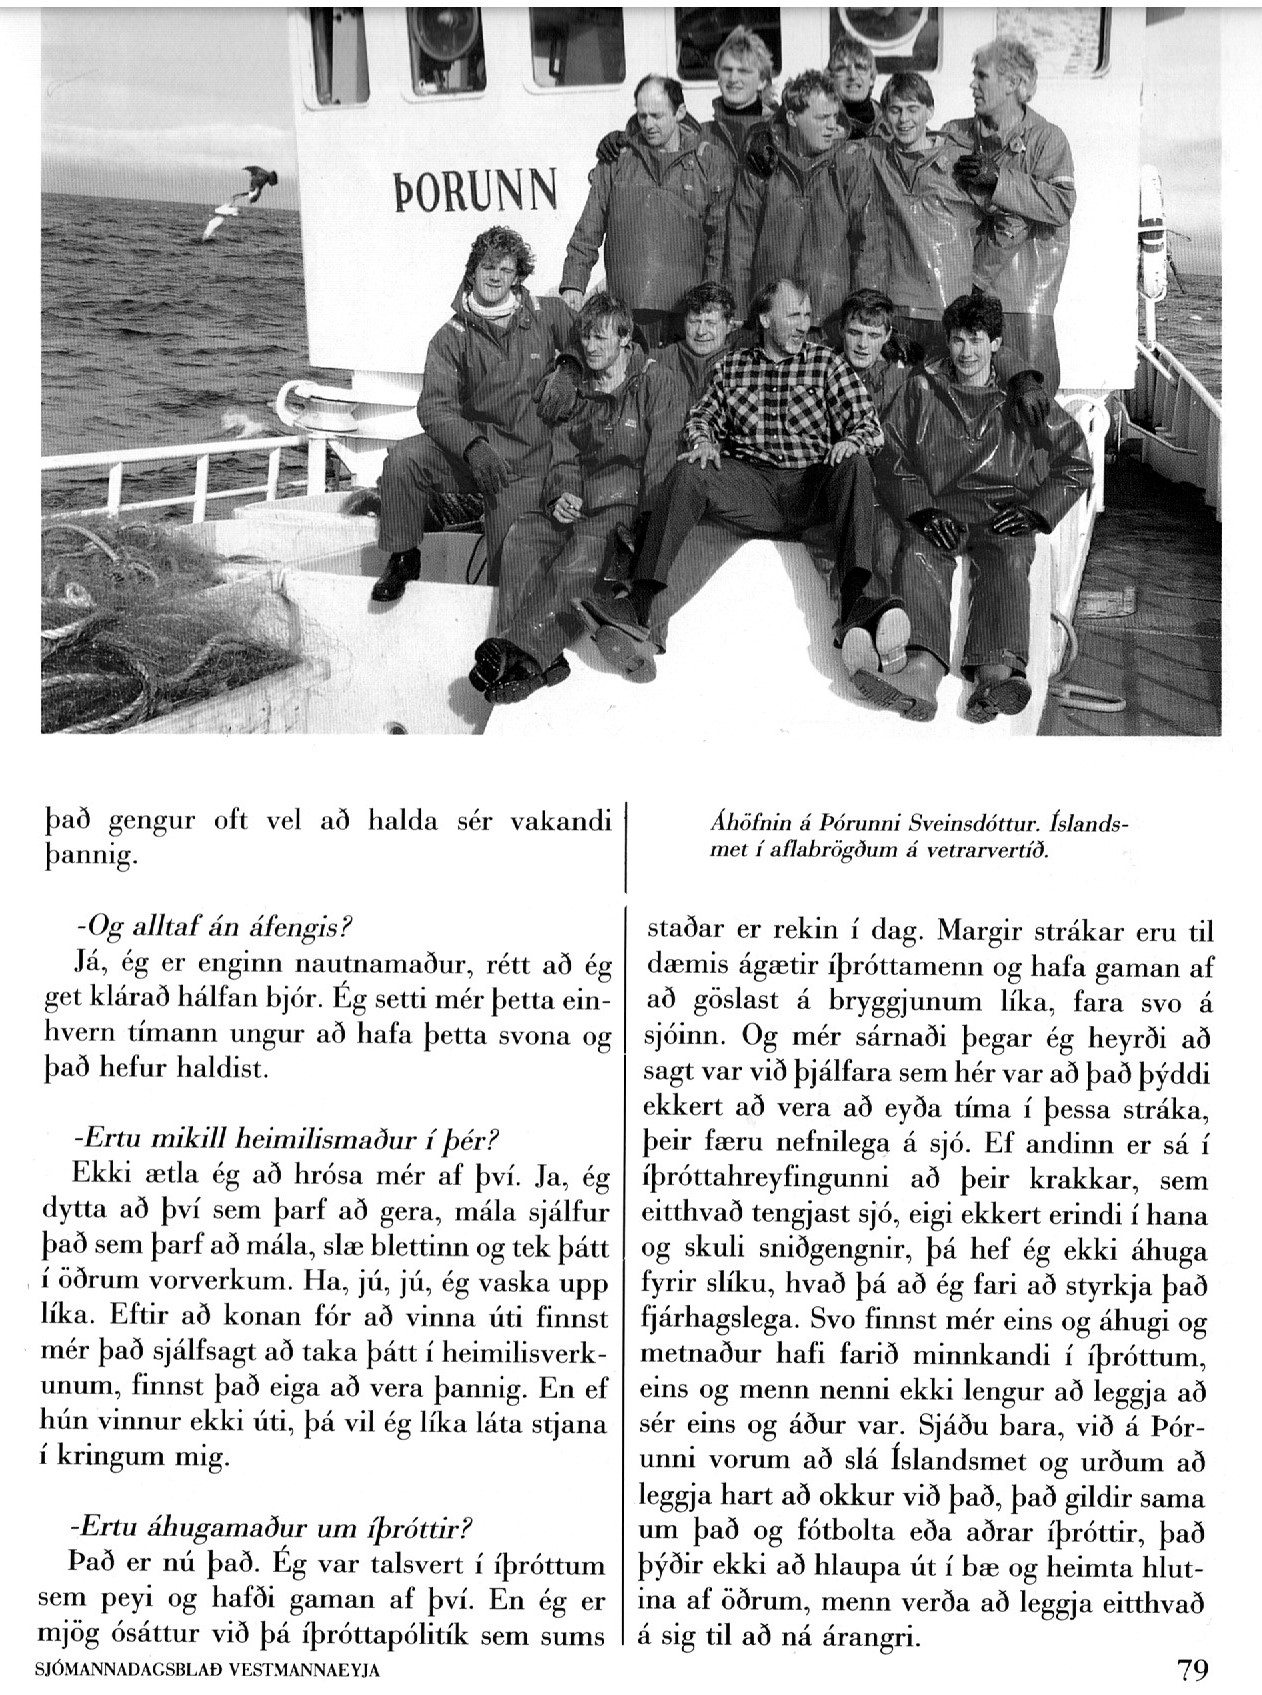 ÞORUNN
það gengur oft vel að halda sér vakandi
þannig.
-Og alltaf án áfengis?
Já, ég er enginn nautnamaður, rétt að ég
get klárað hálfan bjór. Ég setti mér þetta ein-
hvern tímann ungur að hafa þetta svona og
það hefur haldist.
-Ertu mikill heimilismaður í þér?
Ekki ætla ég að hrósa mér af því. Ja, ég
dytta að því sem þarf að gera, mála sjálfur
það sem þarf að mála, slæ blettinn og tek þátt
í öðrum vorverkum. Ha, jú, jú, ég vaska upp
líka. Eftir að konan fór að vinna úti finnst
mér það sjálfsagt að taka þátt í heimilisverk-
unum, finnst það eiga að vera þannig. En ef
hún vinnur ekki úti, þá vil ég líka láta stjana
í kringum mig.
-Ertu áhugamaður um íþróttir?
Það er nú það. Ég var talsvert í íþróttum
sem peyi og hafði gaman af því. En ég er
mjög ósáttur við þá íþróttapólitík sem sums
Áhöfnin á Þórunni Sveinsdóttur. Íslands-
met í aflabrögðum á vetrarvertíð.
staðar er rekin í dag. Margir strákar eru til
dæmis ágætir íþróttamenn og hafa gaman af
að göslast á bryggjunum líka, fara svo á
sjóinn. Og mér sárnaði þegar ég heyrði að
sagt var við þjálfara sem hér var að það þýddi
ekkert að vera að eyða tíma í þessa stráka,
þeir færu nefnilega á sjó. Ef andinn er sá í
íþróttahreyfingunni að þeir krakkar, sem
eitthvað tengjast sjó, eigi ekkert erindi í hana
og skuli sniðgengnir, þá hef ég ekki áhuga
fyrir slíku, hvað þá að ég fari að styrkja það
fjárhagslega. Svo finnst mér eins og áhugi og
metnaður hafi farið minnkandi í íþróttum,
eins og menn nenni ekki lengur að leggja að
sér eins og áður var. Sjáðu bara, við á Þór-
unni vorum að slá Íslandsmet og urðum að
leggja hart að okkur við það, það gildir sama
um það og fótbolta eða aðrar íþróttir, það
þýðir ekki að hlaupa út í bæ og heimta hlut-
ina af öðrum, menn verða að leggja eitthvað
á sig til að ná árangri.
SJÓMANNADAGSBLAÐ VESTMANNAEYJA
79